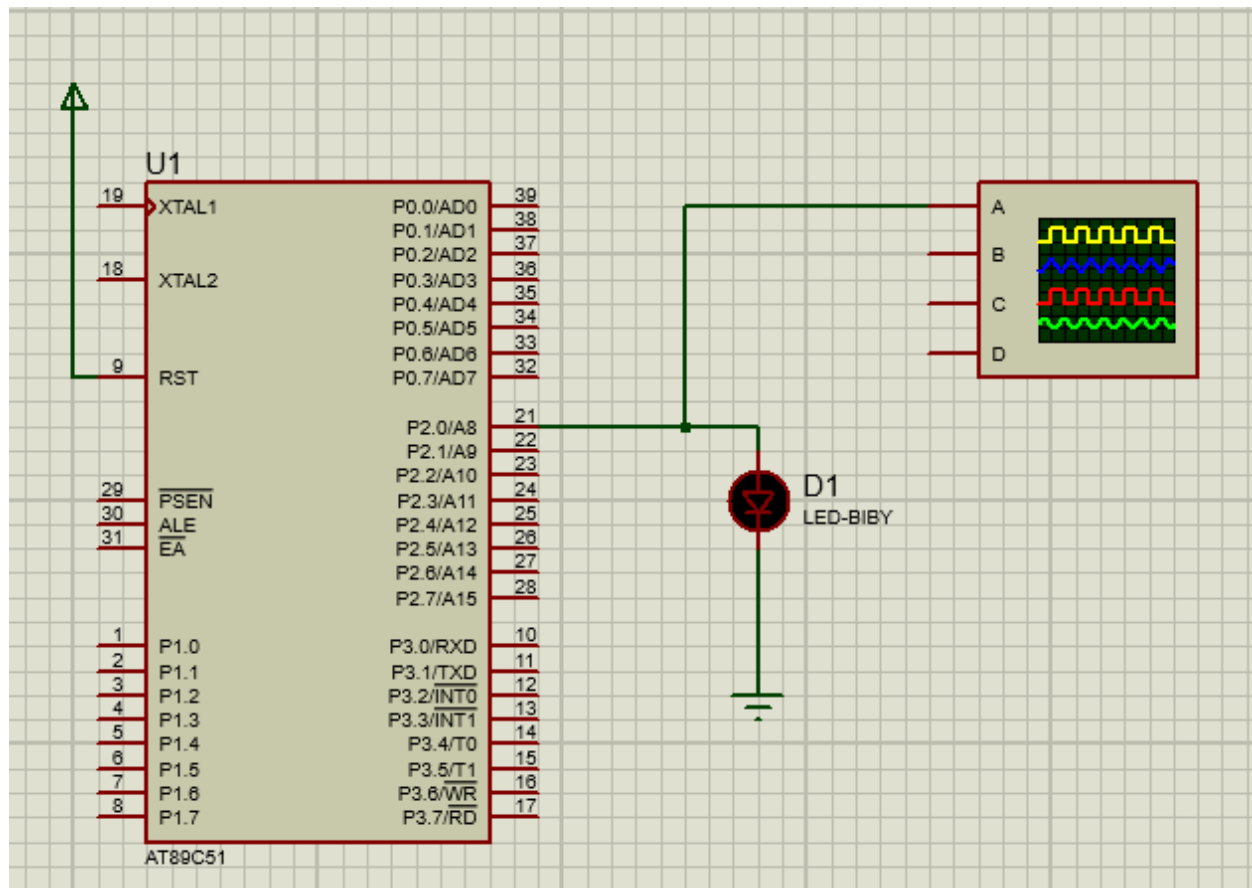 U1
19 XTAL1
18 XTAL2
9 RST
29 PSEN
30 ALE
31 EA
1 P1.0
2 P1.1
3 P1.2
4 P1.3
5 P1.4
6 P1.5
7 P1.6
8 P1.7
P0.0/AD0 39
P0.1/AD1 38
P0.2/AD2 37
P0.3/AD3 36
P0.4/AD4 35
P0.5/AD5 34
P0.6/AD6 33
P0.7/AD7 32
P2.0/A8 21
P2.1/A9 22
P2.2/A10 23
P2.3/A11 24
P2.4/A12 25
P2.5/A13 26
P2.6/A14 27
P2.7/A15 28
P3.0/RXD 10
P3.1/TXD 11
P3.2/INT0 12
P3.3/INT1 13
P3.4/T0 14
P3.5/T1 15
P3.6/WR 16
P3.7/RD 17
AT89C51
D1
LED-BIBY
A
B
C
D